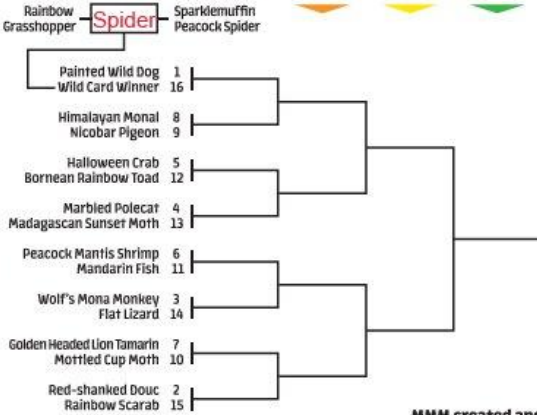 Rainbow
Grasshopper
Spider
Sparklemuffin
Peacock Spider
Painted Wild Dog 1
Wild Card Winner 16
Himalayan Monal 8
Nicobar Pigeon 9
Halloween Crab 5
Bornean Rainbow Toad 12
Marbled Polecat 4
Madagascan Sunset Moth 13
Peacock Mantis Shrimp 6
Mandarin Fish 11
Wolf's Mona Monkey 3
Flat Lizard 14
Golden Headed Lion Tamarin 7
Mottled Cup Moth 10
Red-shanked Douc 2
Rainbow Scarab 15
MMM created and